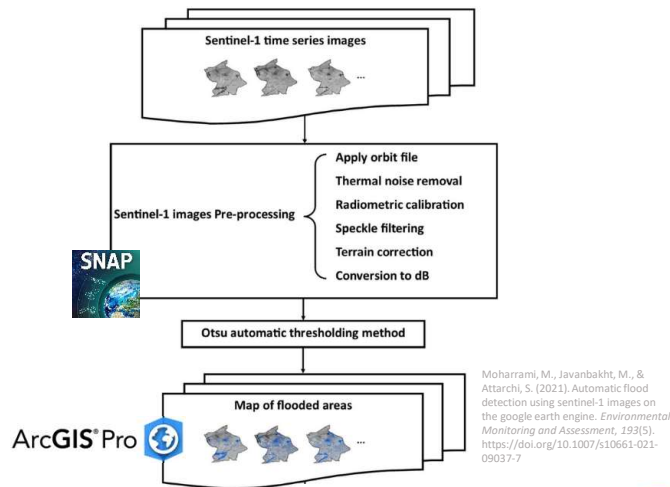 Sentinel-1 time series images
...
Sentinel-1 images Pre-processing
Apply orbit file
Thermal noise removal
Radiometric calibration
Speckle filtering
Terrain correction
Conversion to dB
SNAP
Otsu automatic thresholding method
Map of flooded areas
...
ArcGIS® Pro
Moharrami, M., Javanbakht, M., &
Attarchi, S. (2021). Automatic flood
detection using sentinel-1 images on
the google earth engine. Environmental
Monitoring and Assessment, 193(5).
https://doi.org/10.1007/s10661-021-
09037-7